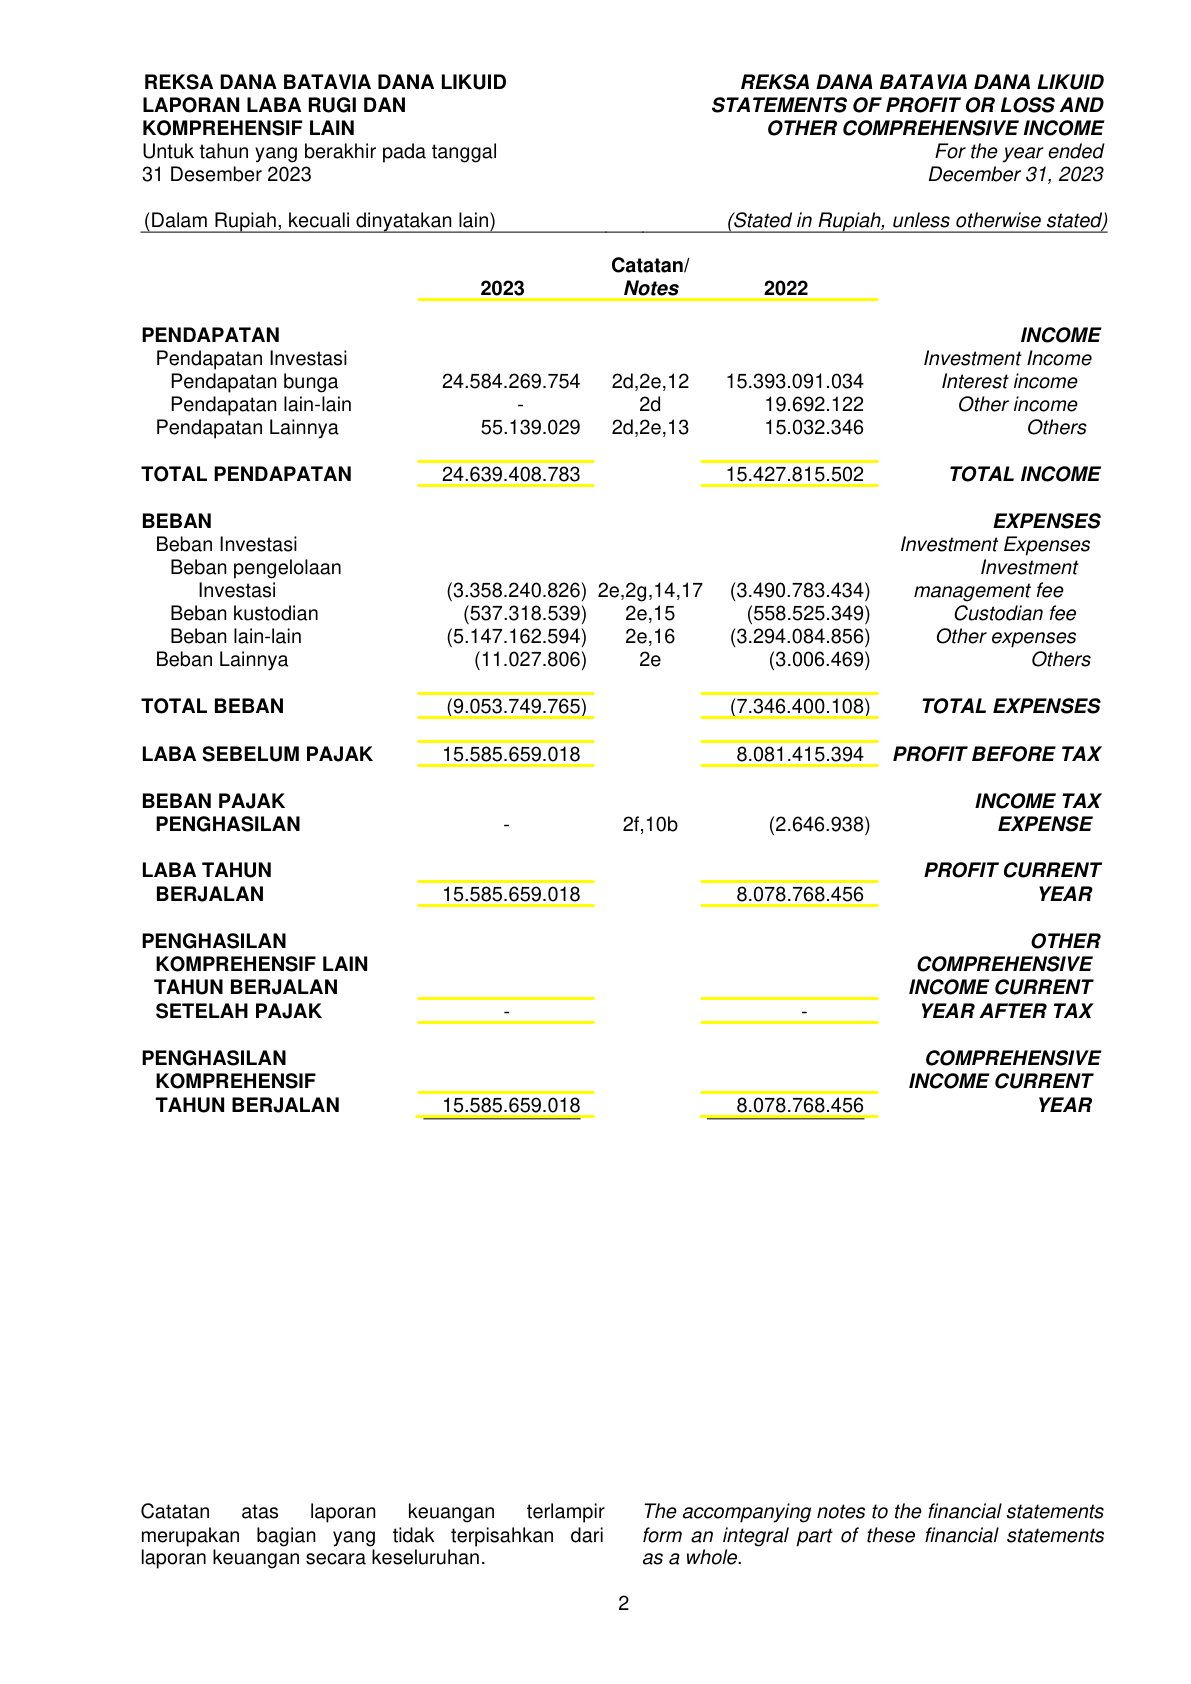 REKSA DANA BATAVIA DANA LIKUID REKSA DANA BATAVIA DANA LIKUID
LAPORAN LABA RUGI DAN STATEMENTS OF PROFIT OR LOSS AND
KOMPREHENSIF LAIN OTHER COMPREHENSIVE INCOME
Untuk tahun yang berakhir pada tanggal For the year ended
31 Desember 2023 December 31, 2023
(Dalam Rupiah, kecuali dinyatakan lain) (Stated in Rupiah, unless otherwise stated)
Catatan/
2023 Notes 2022
PENDAPATAN INCOME
Pendapatan Investasi Investment Income
Pendapatan bunga 24.584.269.754 2d,2e,12 15.393.091.034 Interest income
Pendapatan lain-lain - 2d 19.692.122 Other income
Pendapatan Lainnya 55.139.029 2d,2e,13 15.032.346 Others
TOTAL PENDAPATAN 24.639.408.783 15.427.815.502 TOTAL INCOME
BEBAN EXPENSES
Beban Investasi Investment Expenses
Beban pengelolaan Investment
Investasi (3.358.240.826) 2e,2g,14,17 (3.490.783.434) management fee
Beban kustodian (537.318.539) 2e,15 (558.525.349) Custodian fee
Beban lain-lain (5.147.162.594) 2e,16 (3.294.084.856) Other expenses
Beban Lainnya (11.027.806) 2e (3.006.469) Others
TOTAL BEBAN (9.053.749.765) (7.346.400.108) TOTAL EXPENSES
LABA SEBELUM PAJAK 15.585.659.018 8.081.415.394 PROFIT BEFORE TAX
BEBAN PAJAK INCOME TAX
PENGHASILAN - 2f,10b (2.646.938) EXPENSE
LABA TAHUN PROFIT CURRENT
BERJALAN 15.585.659.018 8.078.768.456 YEAR
PENGHASILAN OTHER
KOMPREHENSIF LAIN COMPREHENSIVE
TAHUN BERJALAN INCOME CURRENT
SETELAH PAJAK - - YEAR AFTER TAX
PENGHASILAN COMPREHENSIVE
KOMPREHENSIF INCOME CURRENT
TAHUN BERJALAN 15.585.659.018 8.078.768.456 YEAR
Catatan atas laporan keuangan terlampir The accompanying notes to the financial statements
merupakan bagian yang tidak terpisahkan dari form an integral part of these financial statements
laporan keuangan secara keseluruhan. as a whole.
2